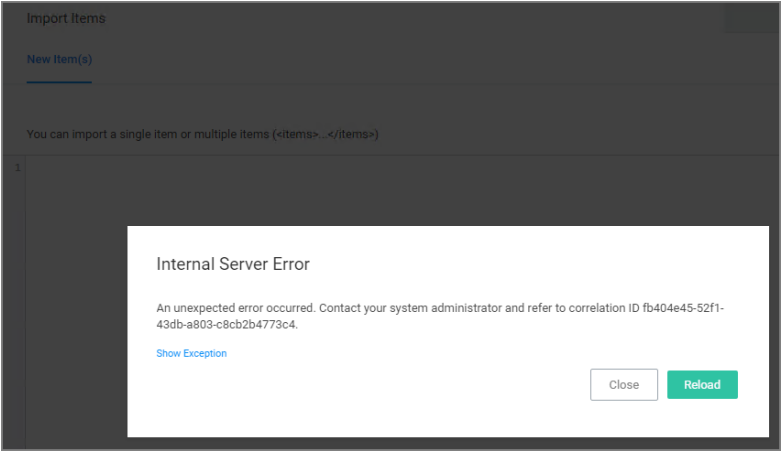 Import Items
New Item(s)
You can import a single item or multiple items (<items>...</items>)
1
Internal Server Error
An unexpected error occurred. Contact your system administrator and refer to correlation ID fb404e45-52f1-
43db-a803-c8cb2b4773c4.
Show Exception
Close Reload